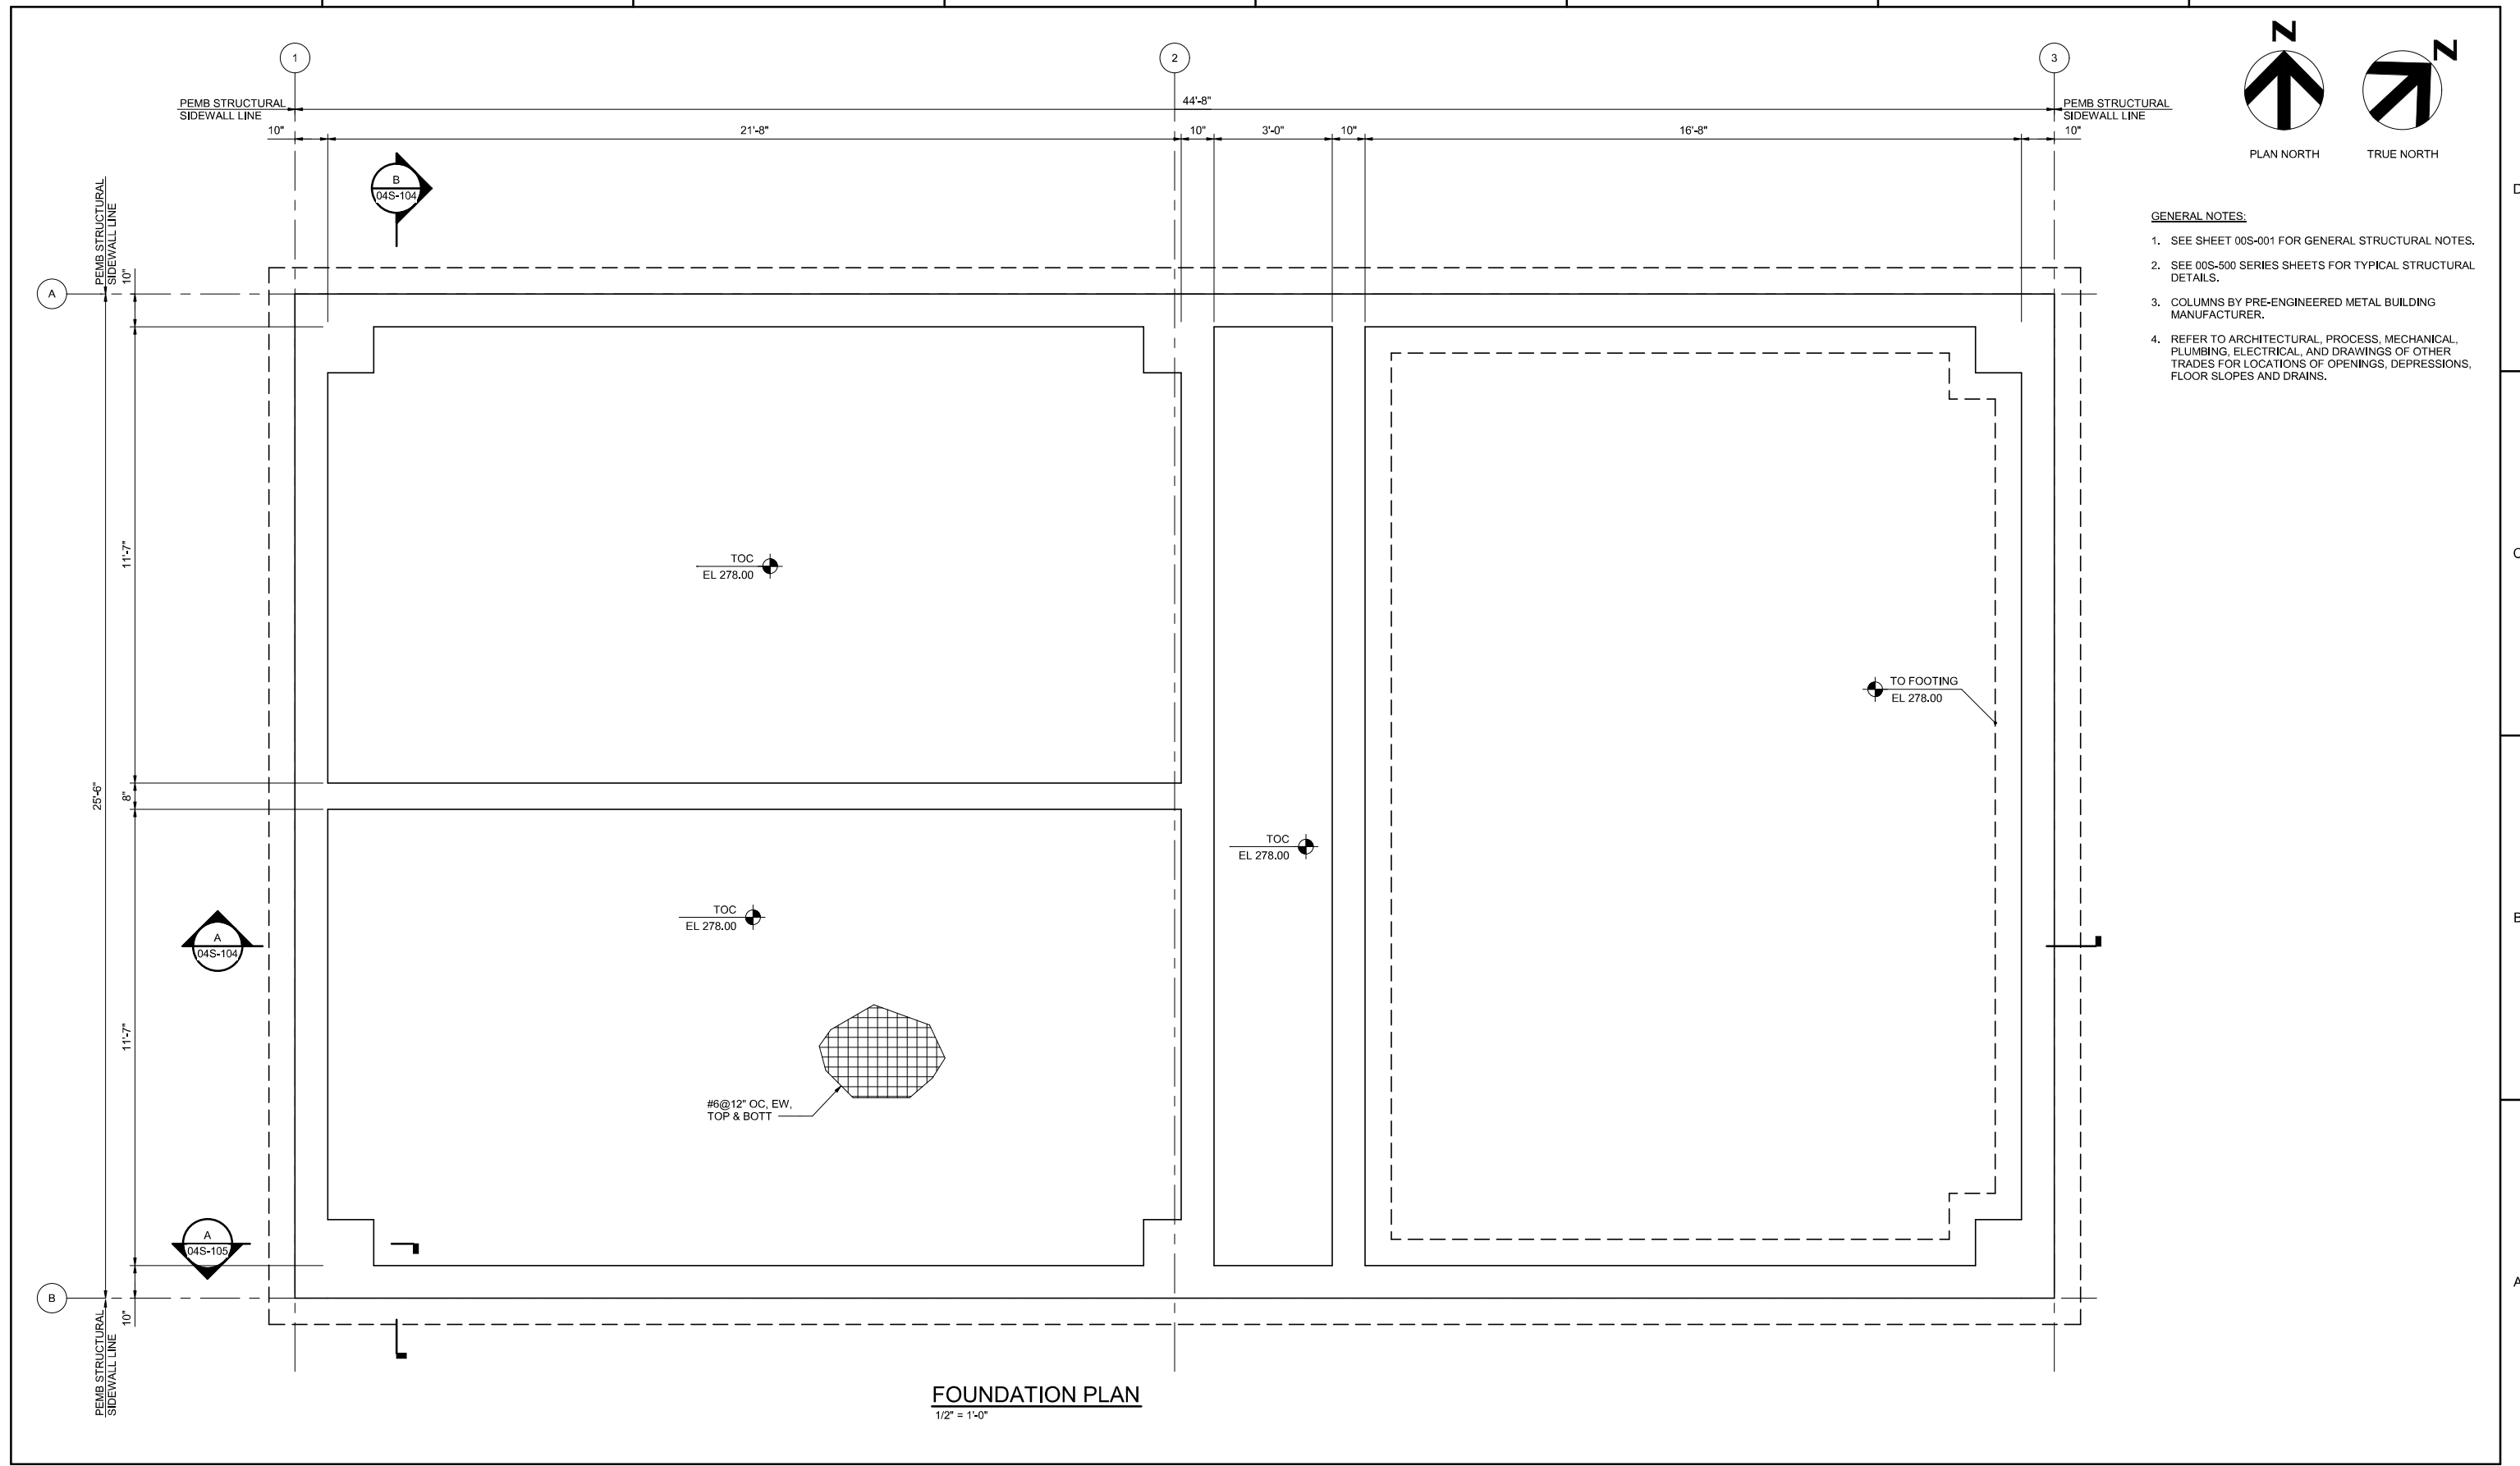 1
2
3
N
N
PEMB STRUCTURAL
SIDEWALL LINE
44'-8"
PEMB STRUCTURAL
SIDEWALL LINE
10"
21'-8"
10"
3'-0"
10"
16'-8"
10"
PLAN NORTH
TRUE NORTH
B
04S-104
D
PEMB STRUCTURAL
SIDEWALL LINE
10"
GENERAL NOTES:
1. SEE SHEET 00S-001 FOR GENERAL STRUCTURAL NOTES.
2. SEE 00S-500 SERIES SHEETS FOR TYPICAL STRUCTURAL
DETAILS.
3. COLUMNS BY PRE-ENGINEERED METAL BUILDING
MANUFACTURER.
4. REFER TO ARCHITECTURAL, PROCESS, MECHANICAL,
PLUMBING, ELECTRICAL, AND DRAWINGS OF OTHER
TRADES FOR LOCATIONS OF OPENINGS, DEPRESSIONS,
FLOOR SLOPES AND DRAINS.
A
11'-7"
TOC
EL 278.00
C
TO FOOTING
EL 278.00
25'-6"
8"
TOC
EL 278.00
TOC
EL 278.00
B
A
04S-104
11'-7"
#6@12" OC, EW,
TOP & BOTT
A
04S-105
A
B
10"
PEMB STRUCTURAL
SIDEWALL LINE
FOUNDATION PLAN
1/2" = 1'-0"